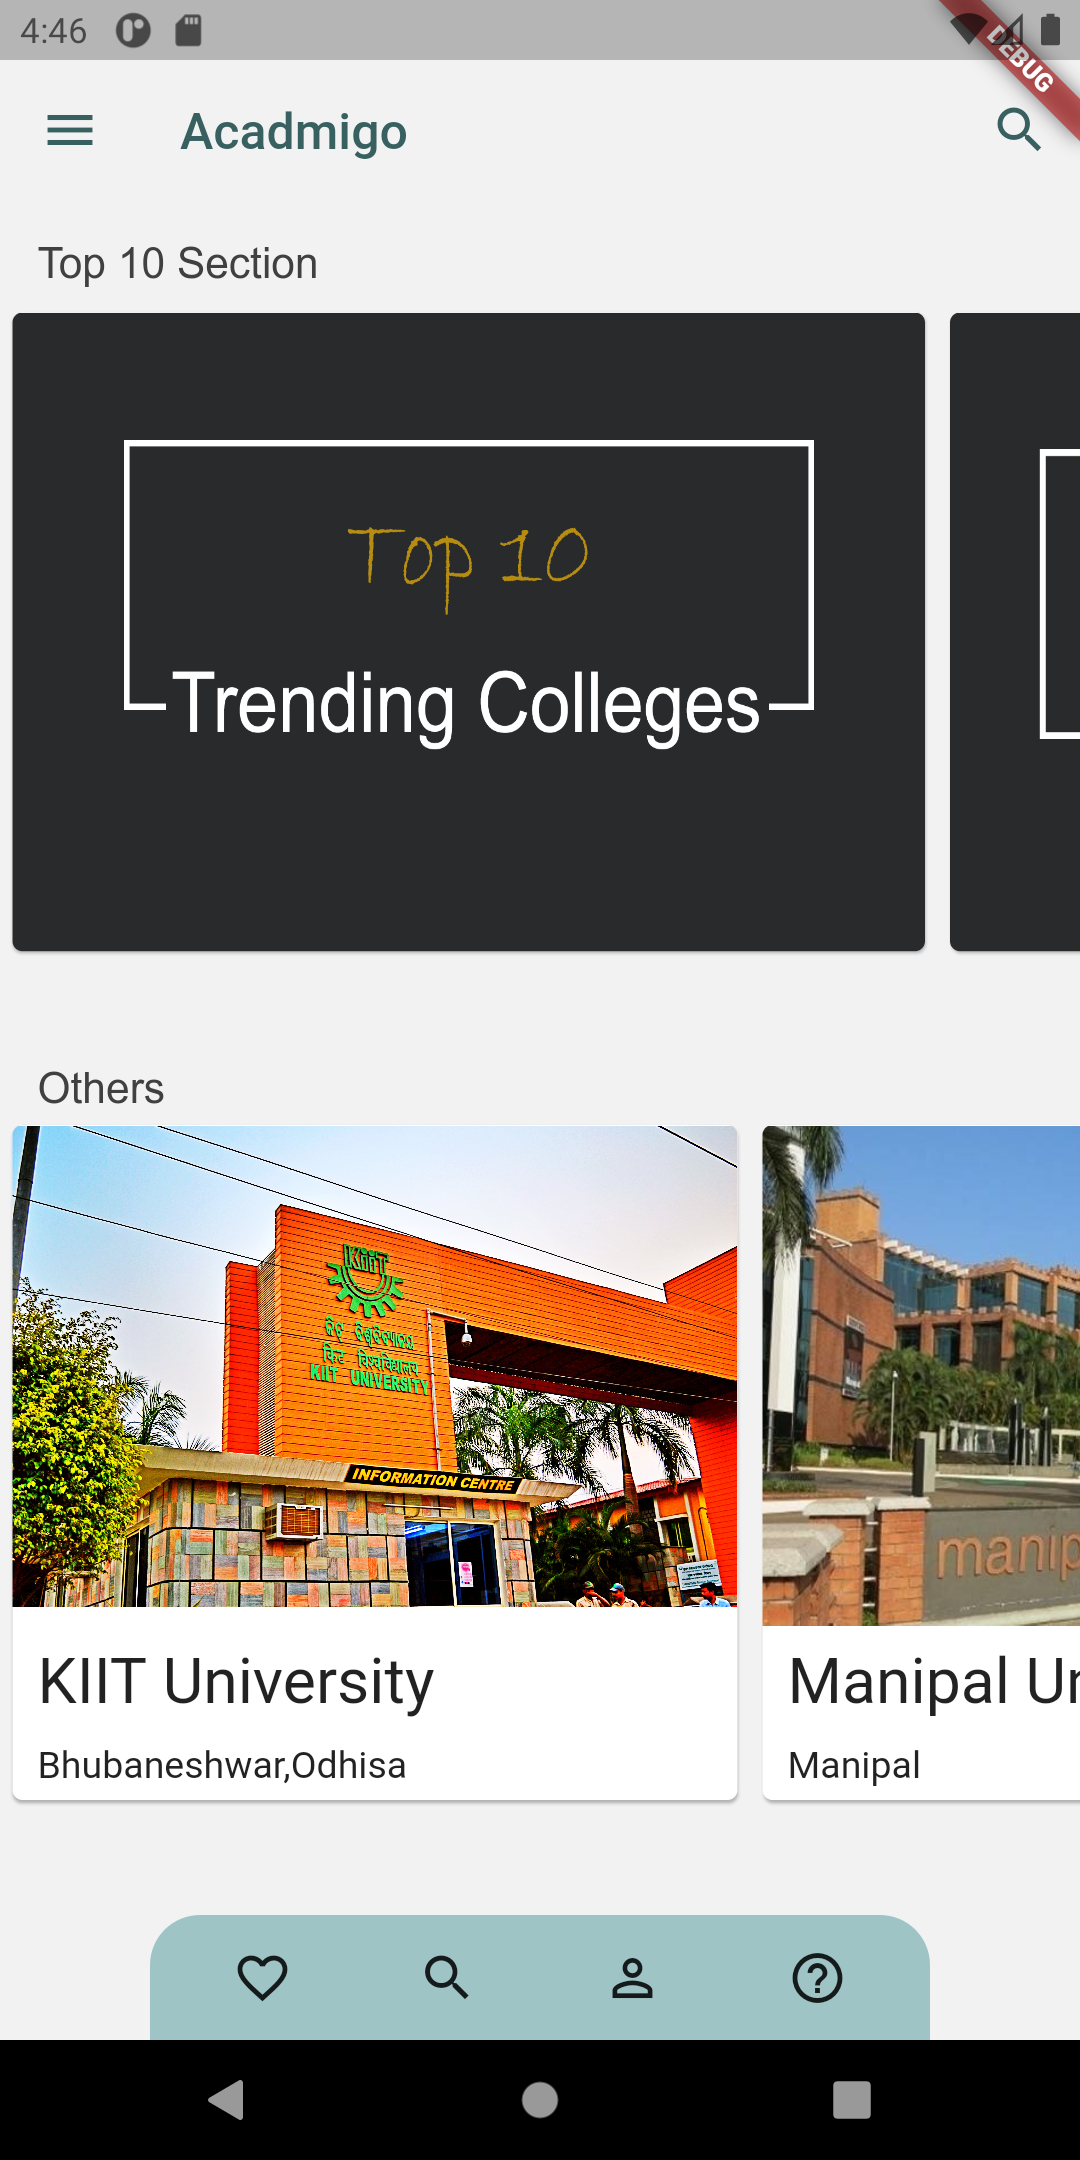 4:46
DEBUG
Acadmigo
Top 10 Section
Top 10
Trending Colleges
Others
KIIT
କିଟ୍ ବିଶ୍ୱବିଦ୍ୟାଳୟ
किट विश्वविद्यालय
KIIT UNIVERSITY
INFORMATION CENTRE
manip
KIIT University
Manipal Un
Bhubaneshwar,Odhisa
Manipal